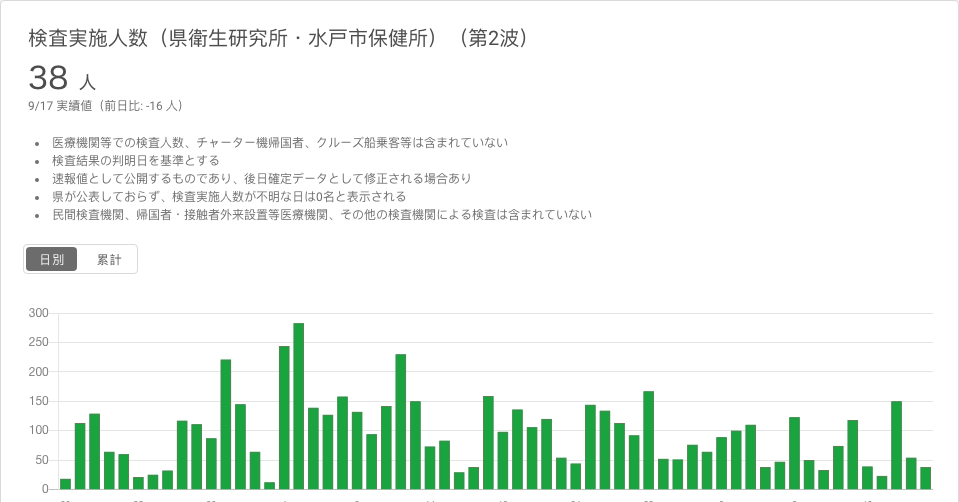 検査実施人数（県衛生研究所・水戸市保健所）（第2波）
38 人
9/17 実績値（前日比: -16 人）
医療機関等での検査人数、チャーター機帰国者、クルーズ船乗客等は含まれていない
検査結果の判明日を基準とする
速報値として公開するものであり、後日確定データとして修正される場合あり
県が公表しておらず、検査実施人数が不明な日は0名と表示される
民間検査機関、帰国者・接触者外来設置等医療機関、その他の検査機関による検査は含まれていない
日別 累計
300
250
200
150
100
50
0